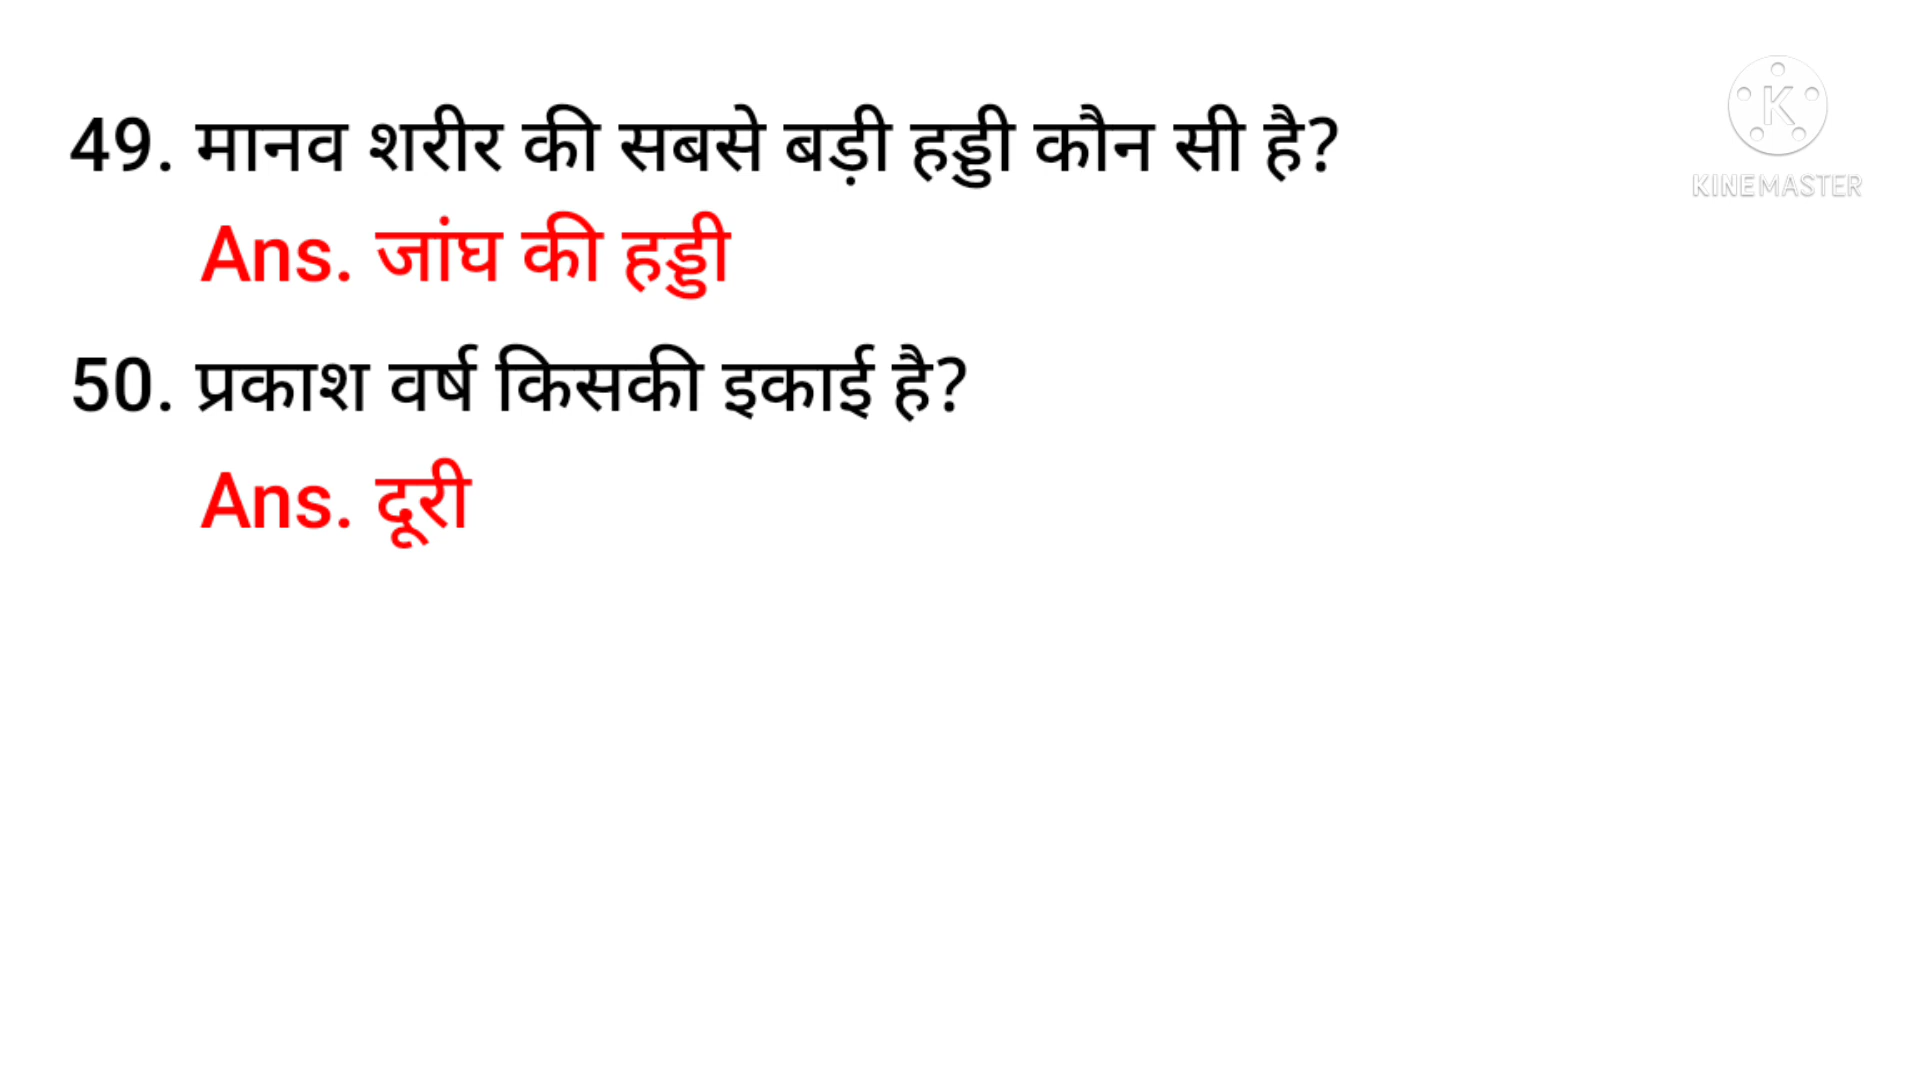 49. मानव शरीर की सबसे बड़ी हड्डी कौन सी है?
Ans. जांघ की हड्डी
50. प्रकाश वर्ष किसकी इकाई है?
Ans. दूरी
K
KINEMASTER